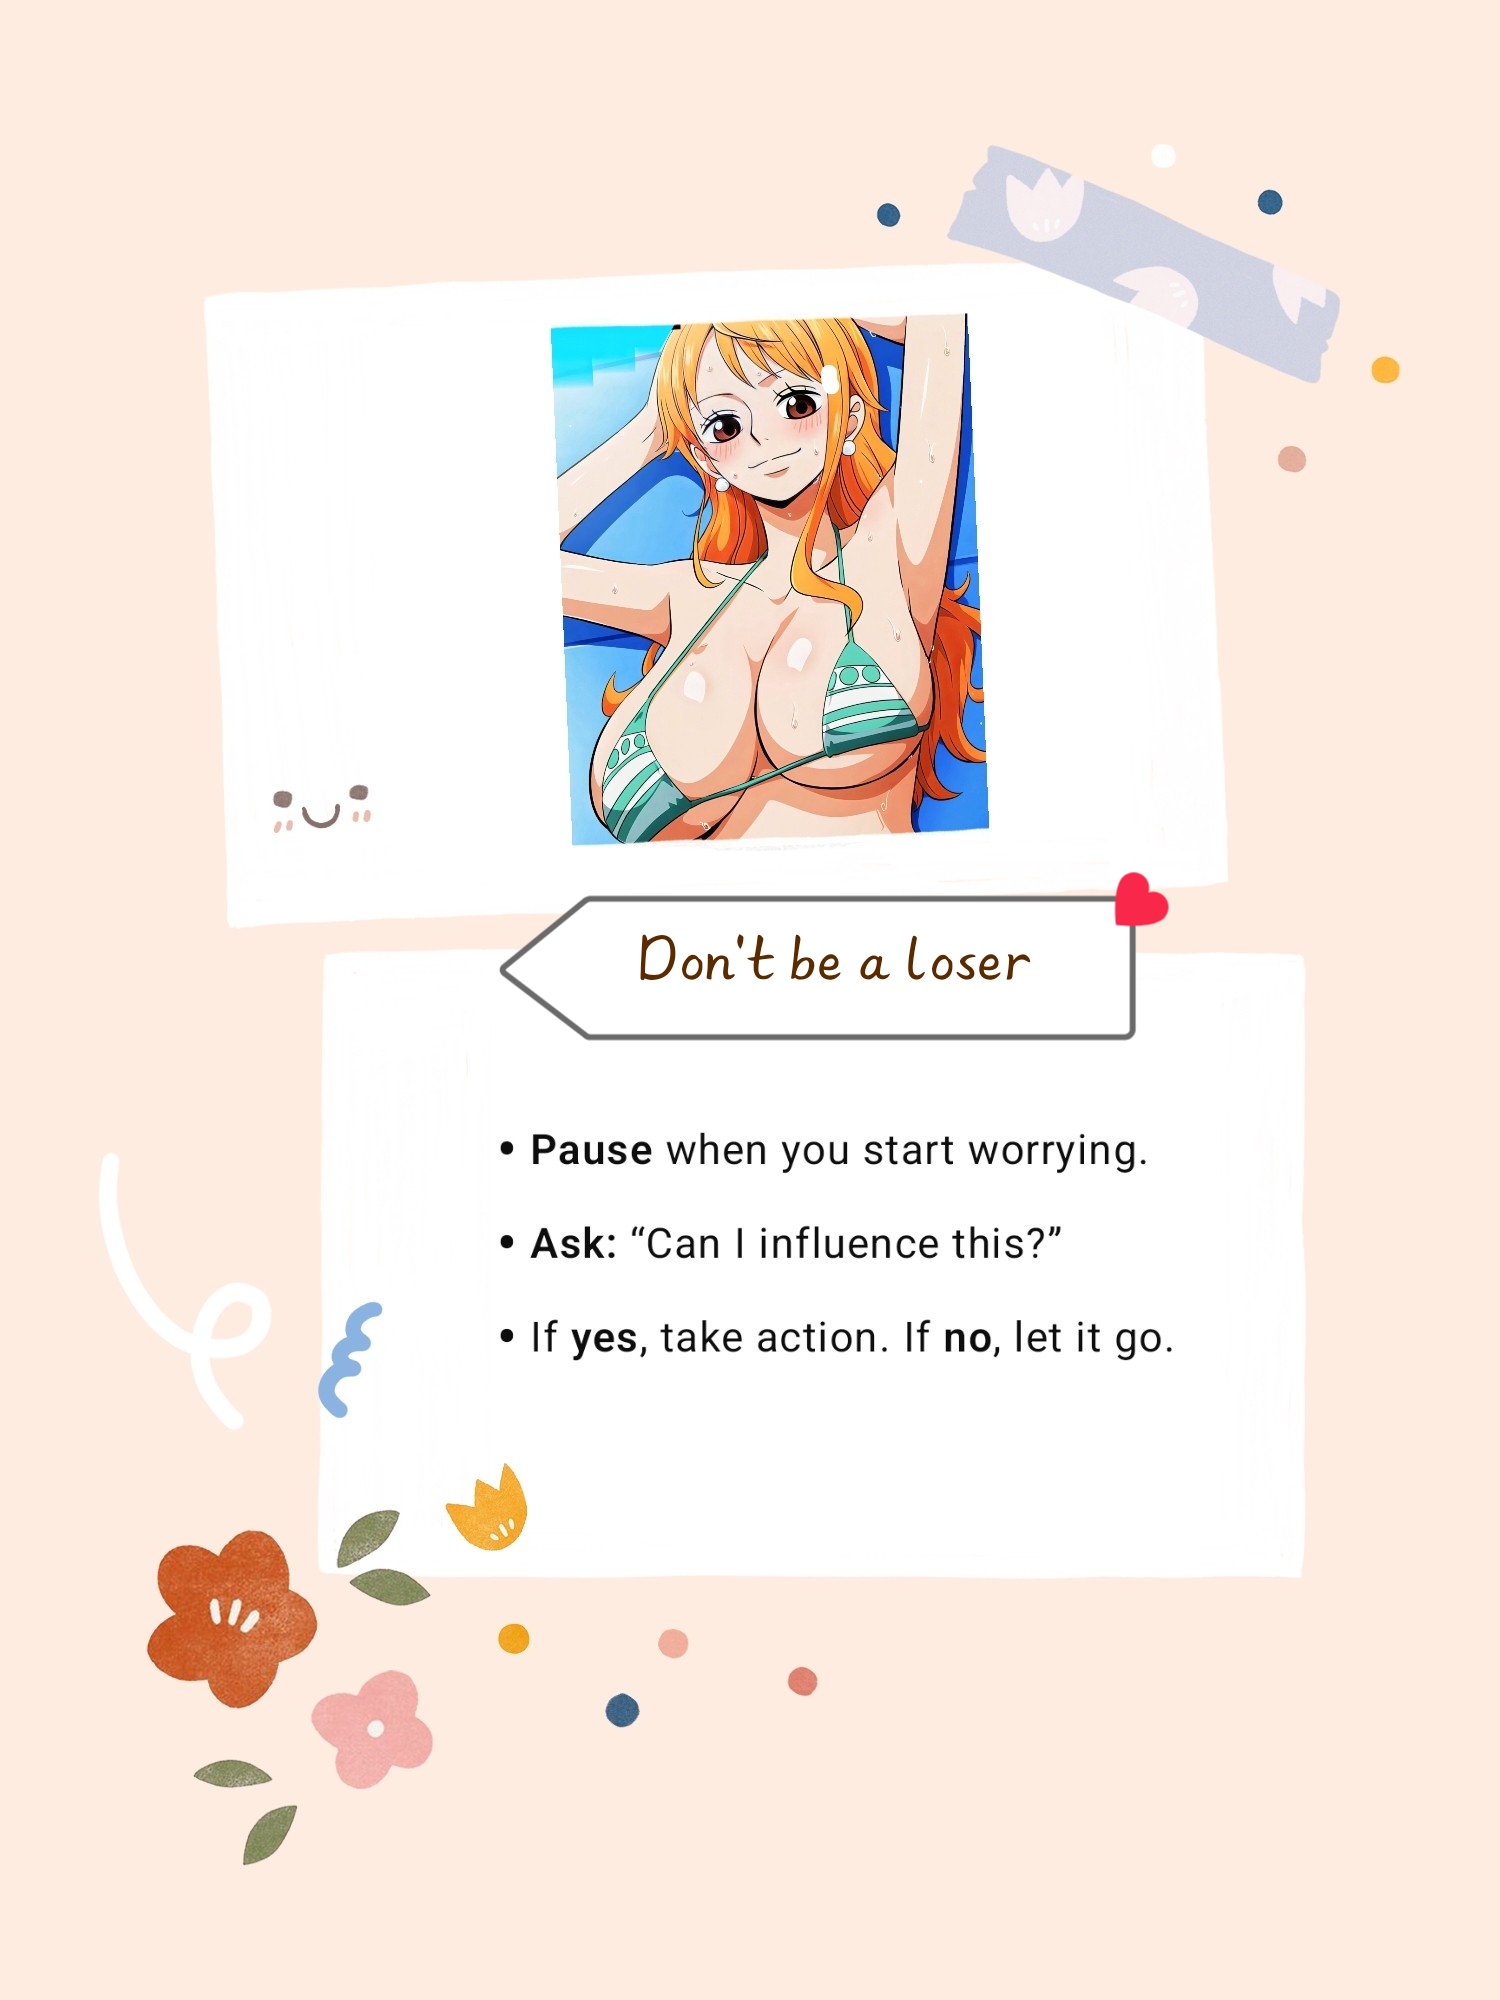 Don't be a loser
• Pause when you start worrying.
• Ask: “Can I influence this?”
• If yes, take action. If no, let it go.